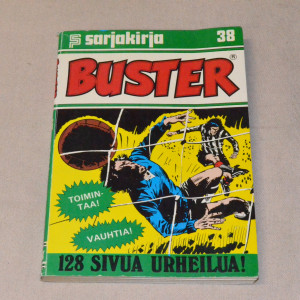 S sarjakirja 38
BUSTER
TOIMIN-
TAA!
VAUHTIA!
128 SIVUA URHEILUA!